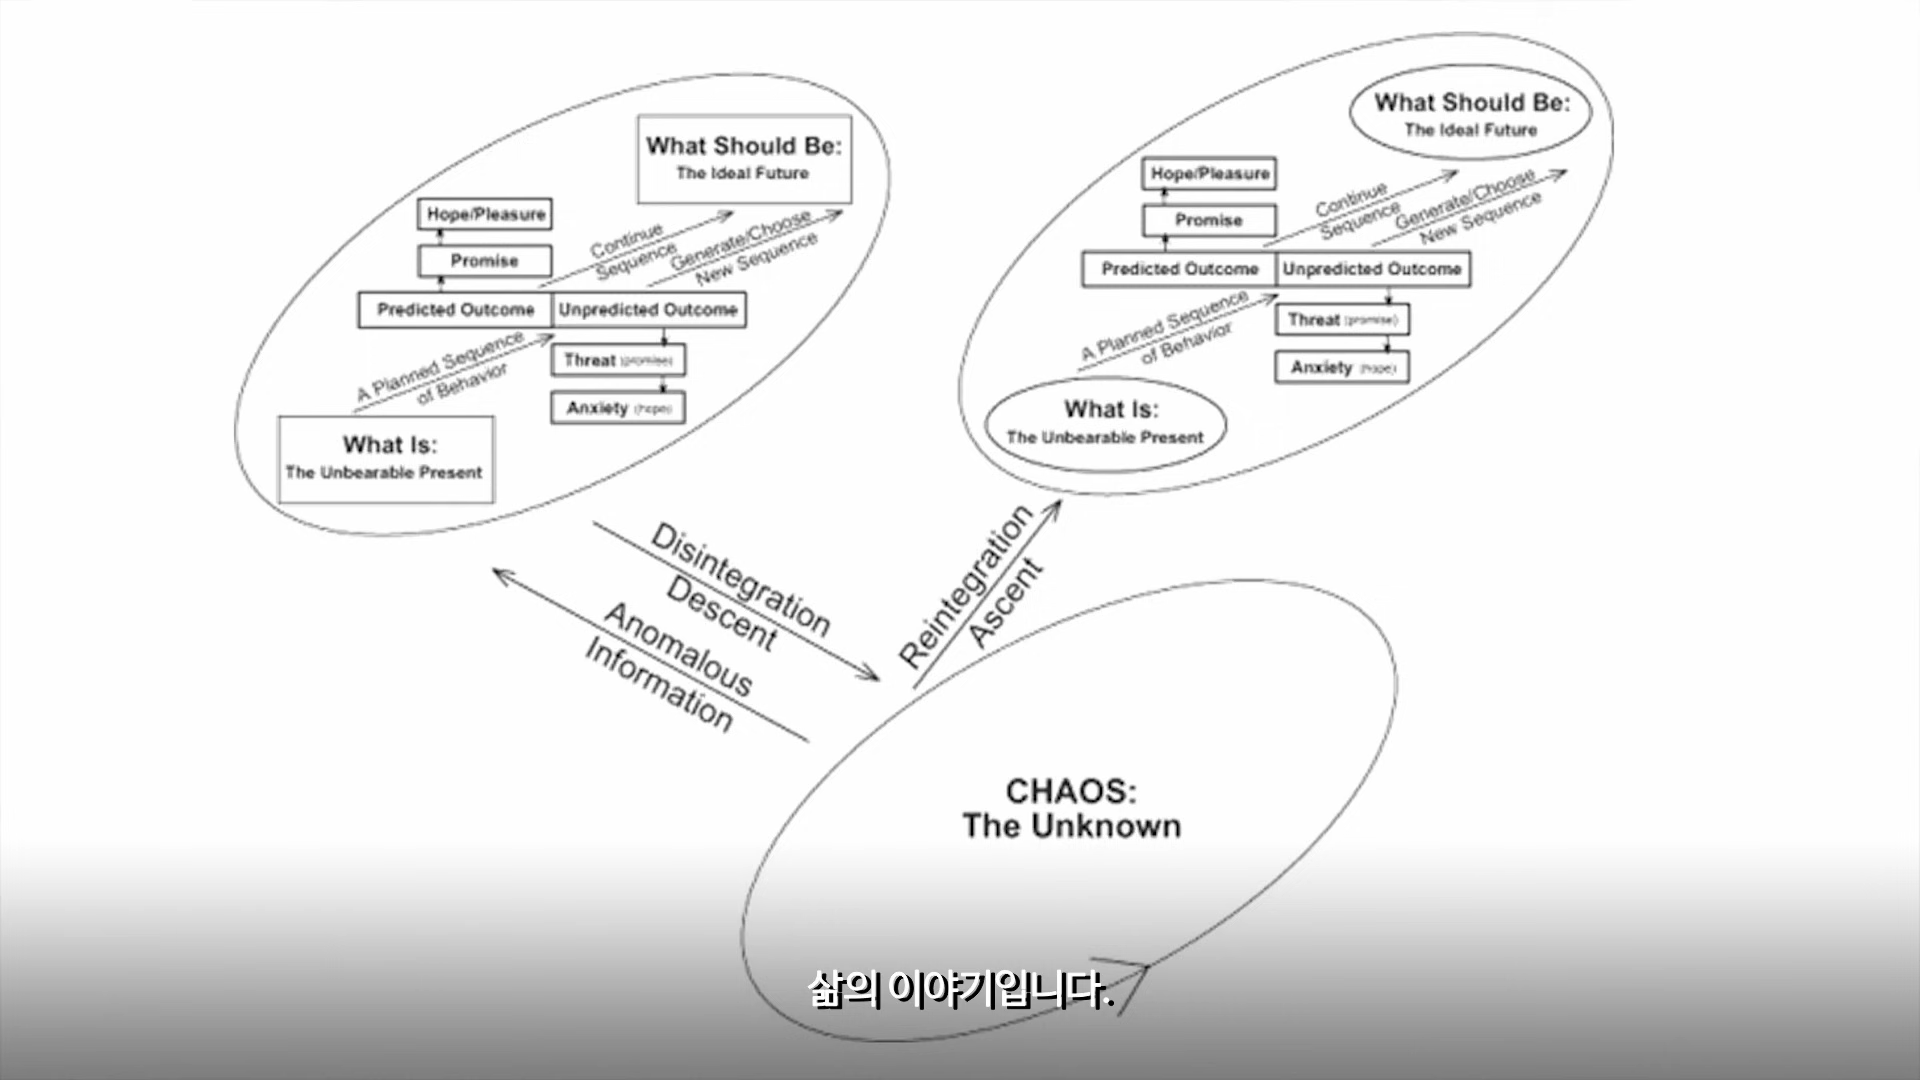 What Should Be:
The Ideal Future
Hope/Pleasure
Promise
Continue
Sequence
Generate/Choose
New Sequence
Predicted Outcome
Unpredicted Outcome
A Planned Sequence
of Behavior
Threat (promise)
Anxiety (hope)
What Is:
The Unbearable Present
What Should Be:
The Ideal Future
Hope/Pleasure
Promise
Continue
Sequence
Generate/Choose
New Sequence
Predicted Outcome
Unpredicted Outcome
A Planned Sequence
of Behavior
Threat (promise)
Anxiety (hope)
What Is:
The Unbearable Present
Disintegration
Descent
Anomalous
Information
Reintegration
Ascent
CHAOS:
The Unknown
삶의 이야기입니다.